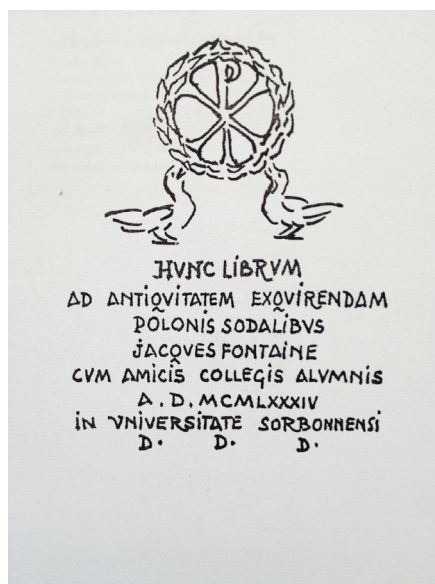 HVNC LIBRVM
AD ANTIQVITATEM EXQVIRENDAM
POLONIS SODALIBVS
JACQVES FONTAINE
CVM AMICIS COLLEGIS ALVMNIS
A. D. MCMLXXXIV
IN VNIVERSITATE SORBONNENSI
D. D. D.